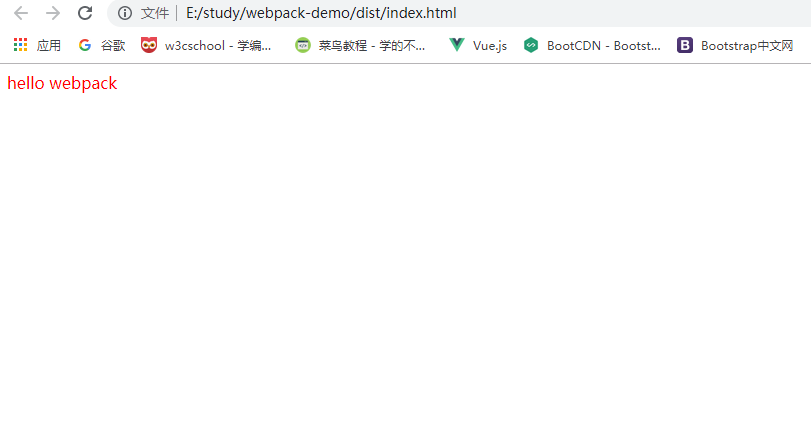 文件 E:/study/webpack-demo/dist/index.html
应用 谷歌 w3cschool - 学编... 菜鸟教程 - 学的不... Vue.js BootCDN - Bootst... Bootstrap中文网
hello webpack